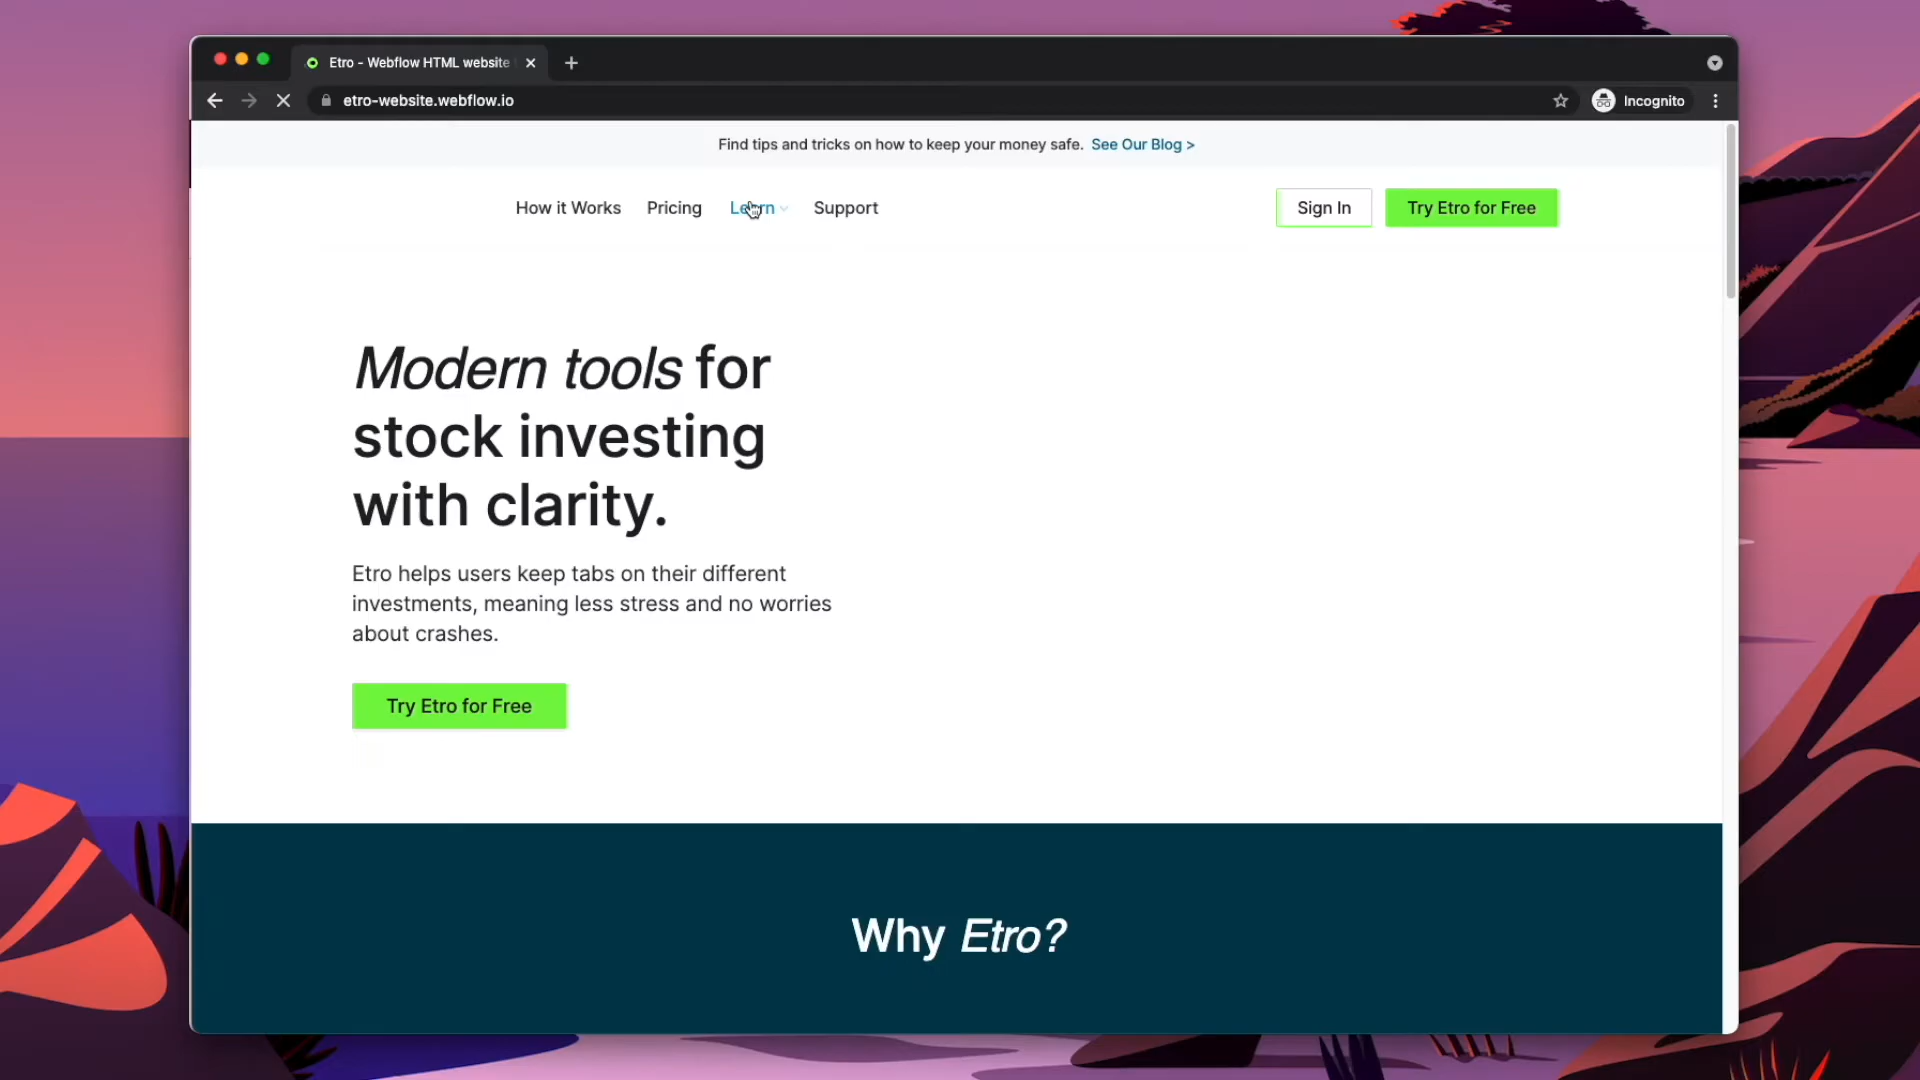 Etro - Webflow HTML website
etro-website.webflow.io
Incognito
Find tips and tricks on how to keep your money safe. See Our Blog >
How it Works Pricing Learn Support Sign In Try Etro for Free
Modern tools for
stock investing
with clarity.
Etro helps users keep tabs on their different
investments, meaning less stress and no worries
about crashes.
Try Etro for Free
Why Etro?